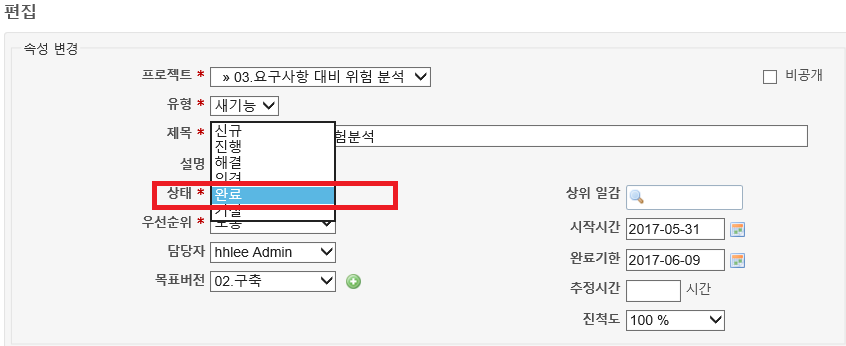 편집
속성 변경
프로젝트 * » 03.요구사항 대비 위험 분석 비공개
유형 * 새기능
제목 * 험분석
설명
신규
진행
해결
의견
완료
거절
상태 * 상위 일감
우선순위 * 보통 시작시간 2017-05-31
담당자 hhlee Admin 완료기한 2017-06-09
목표버전 02.구축 추정시간 시간
진척도 100 %